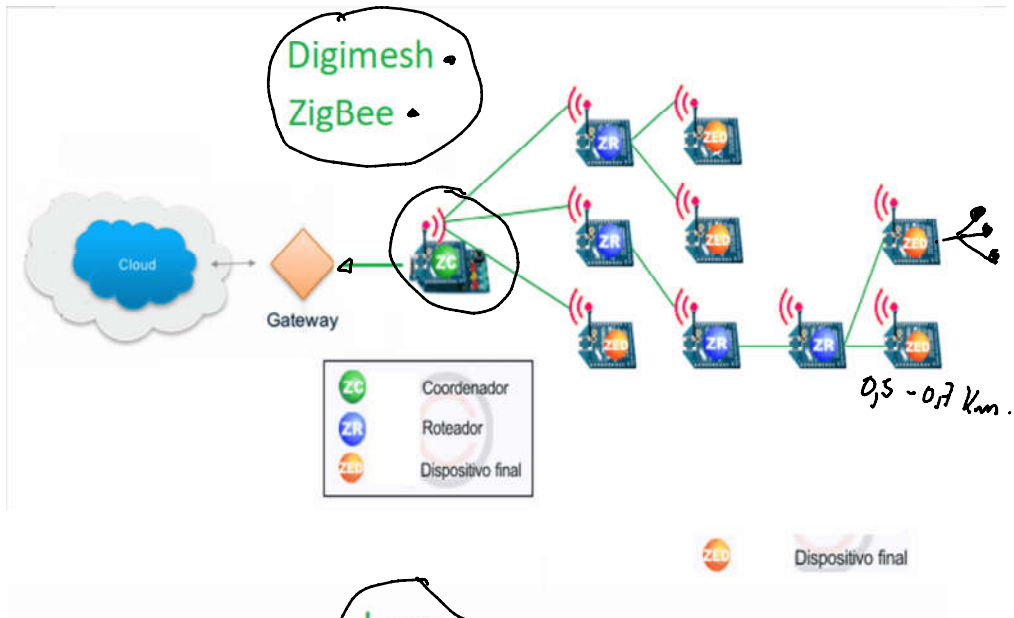 Digimesh
ZigBee
ZR
ZED
ZR
ZED
ZED
Cloud
ZC
Gateway
ZED
ZR
ZR
ZED
0,5 - 0,7 Km.
ZC Coordenador
ZR Roteador
ZED Dispositivo final
ZED Dispositivo final